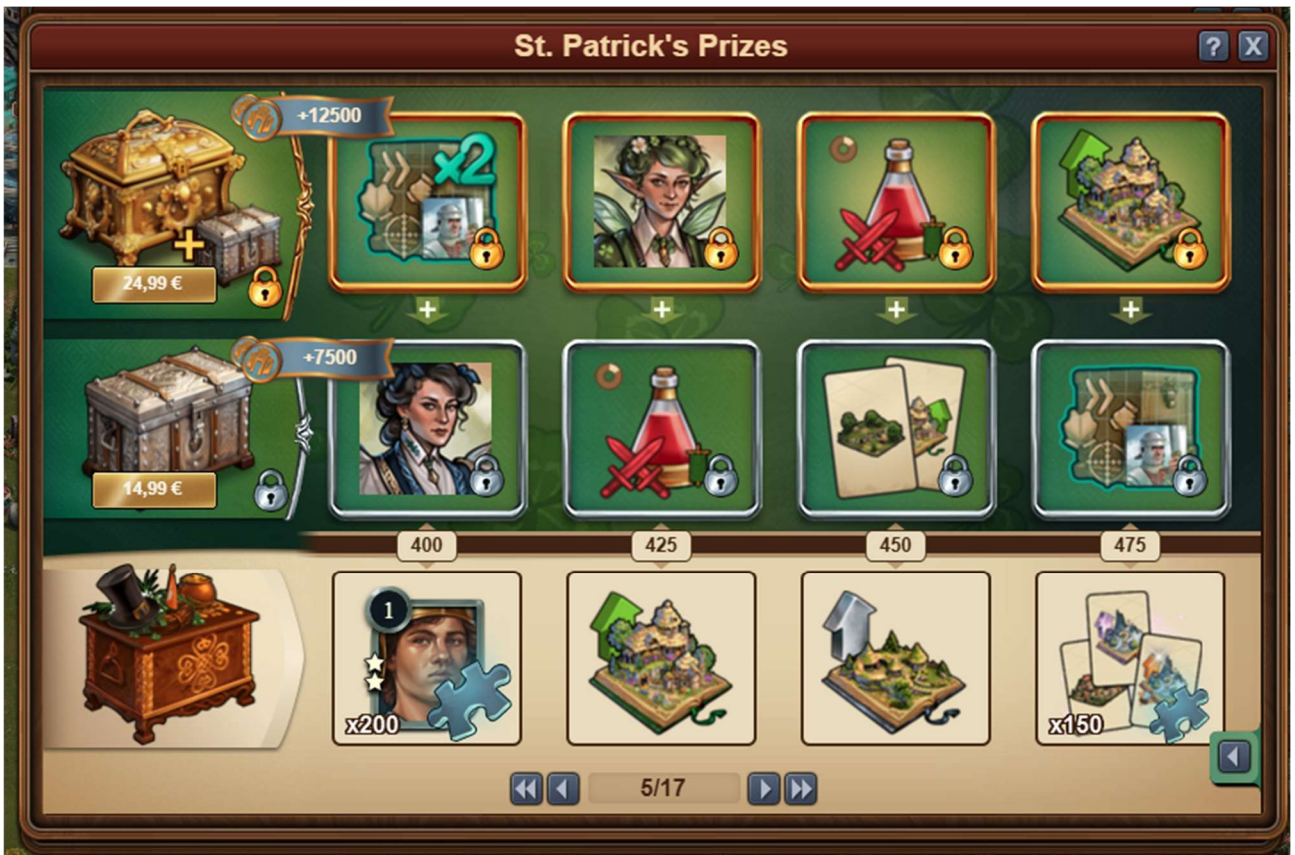 St. Patrick's Prizes
?
X
+12500
x2
24,99 €
+7500
14,99 €
400
425
450
475
1
x200
x150
5/17